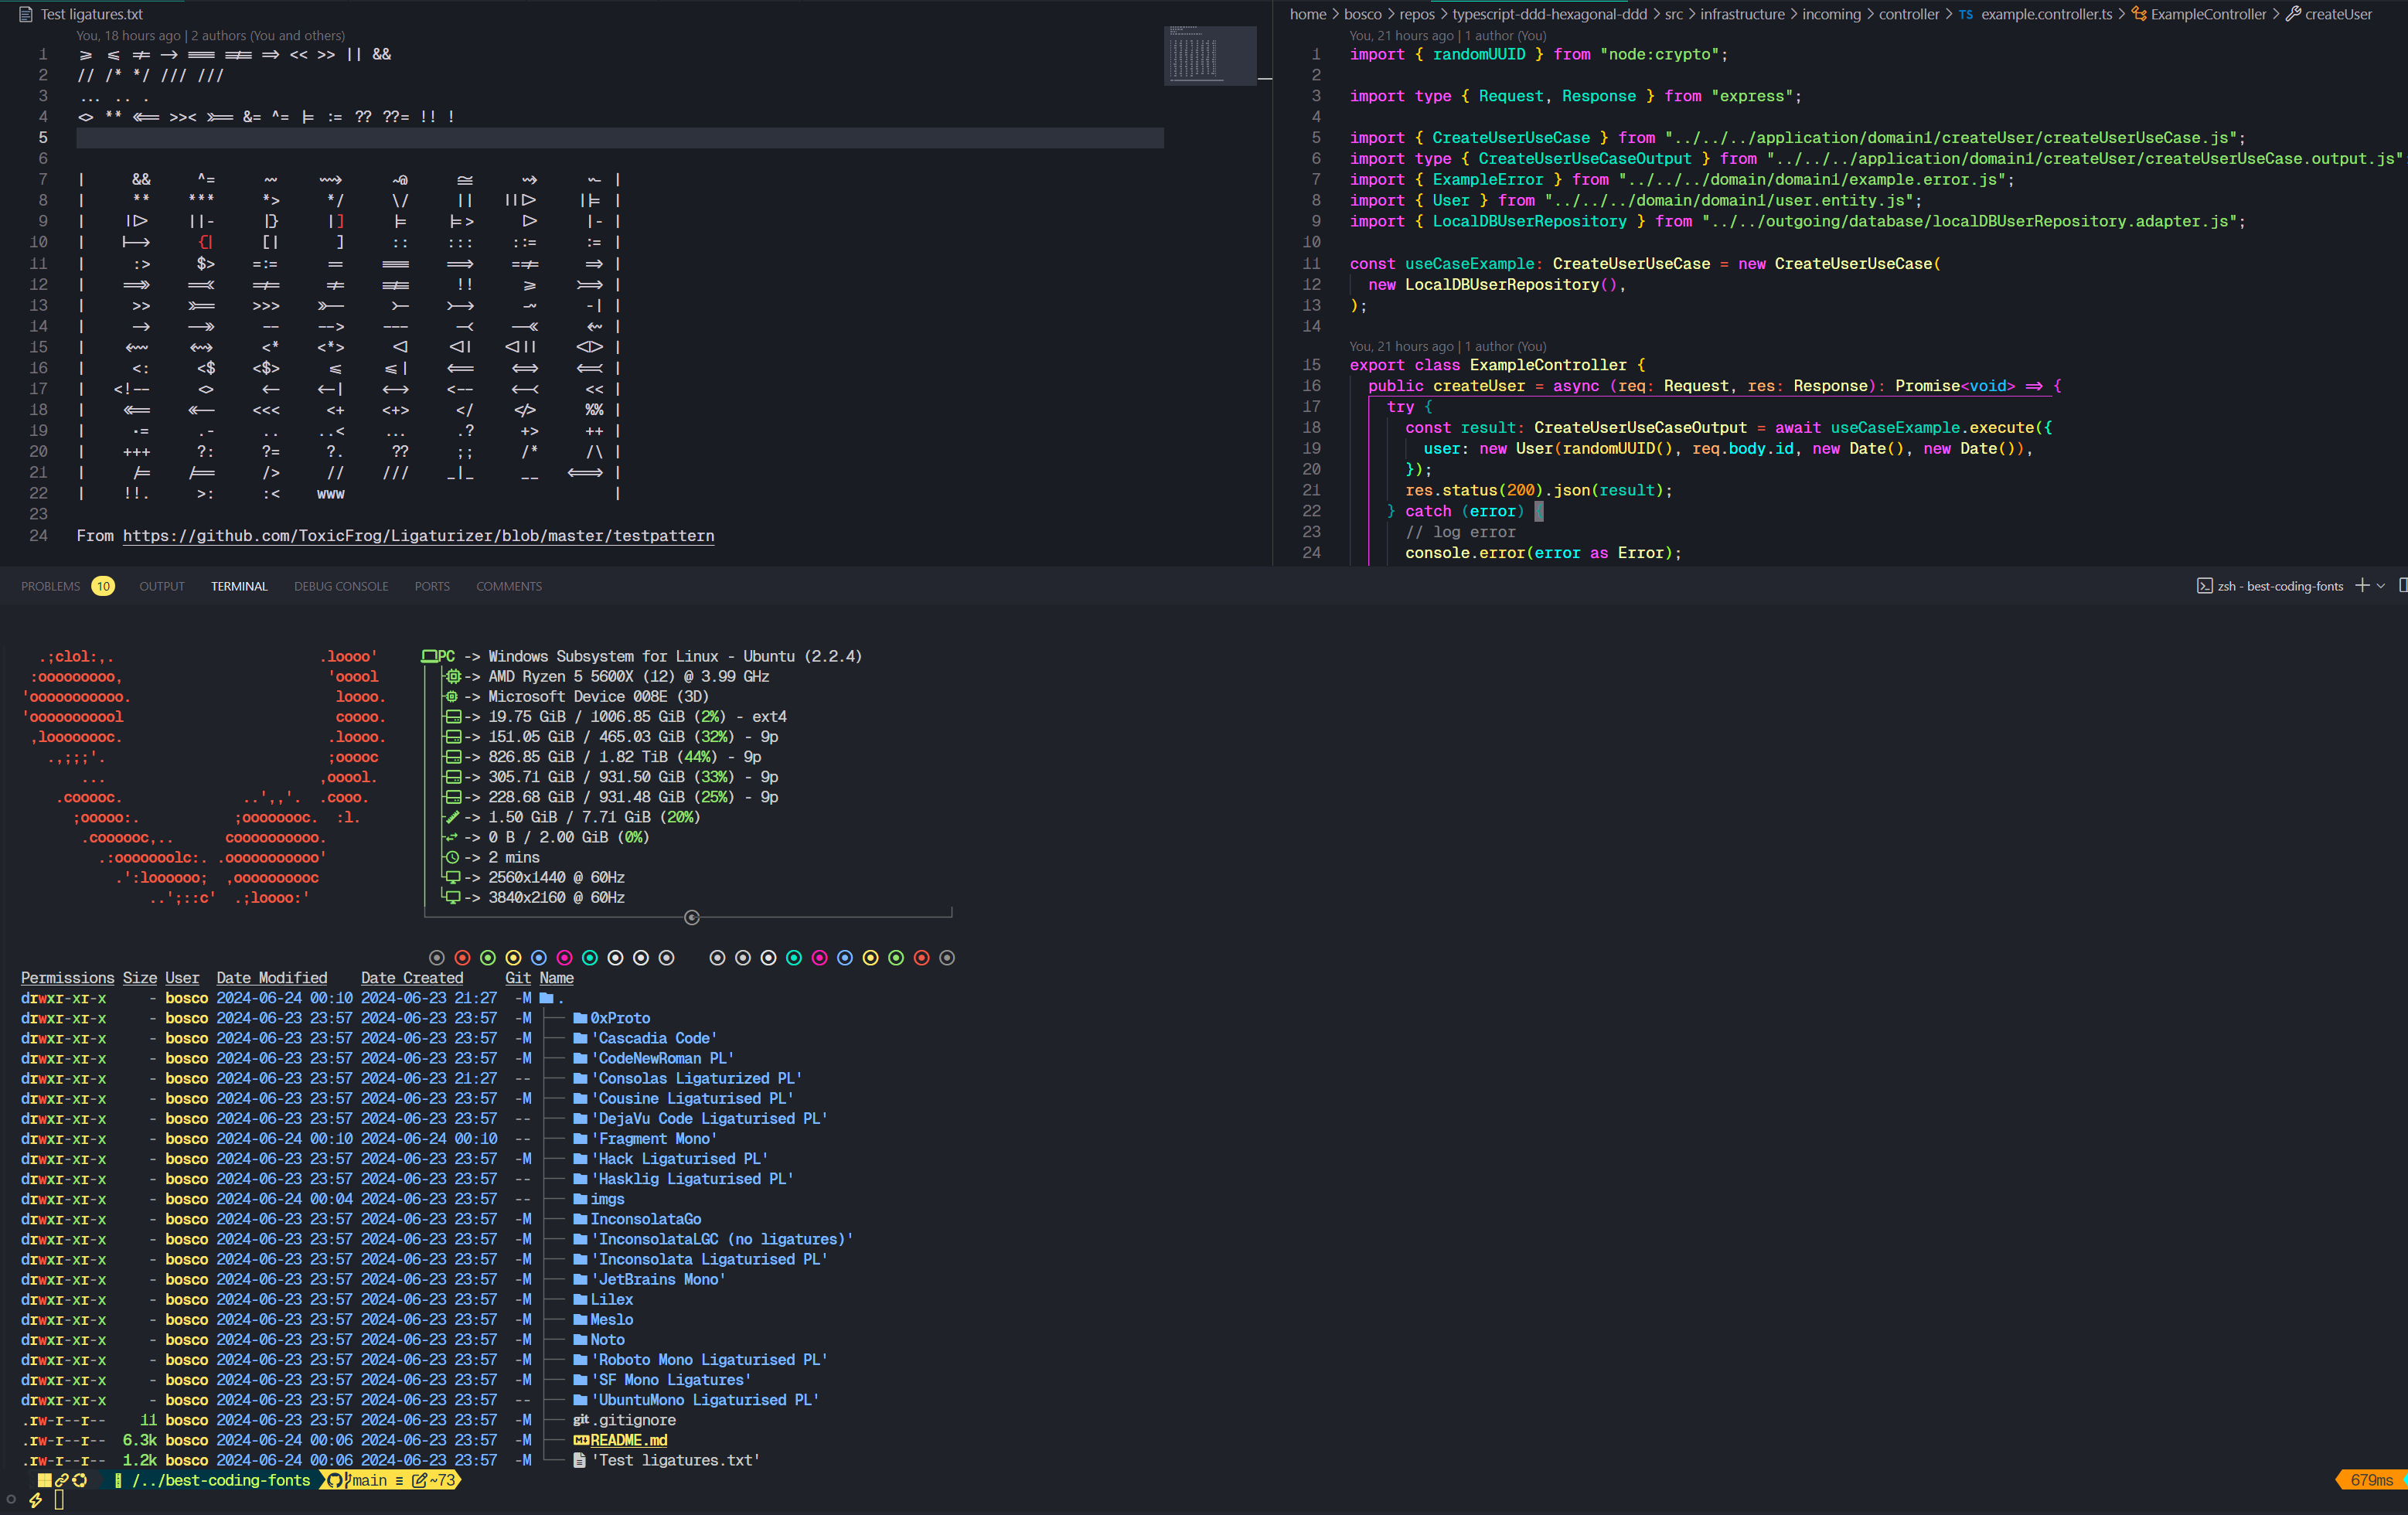 Test ligatures.txt
You, 18 hours ago | 2 authors (You and others)
1 ≥ ≤ ≠ → === !== ⇒ << >> || &&
2 // /* */ /// ///
3 ... .. .
4 <> ** <<= >>< >>= &= ^= |= := ?? ??= !! !
5
6
7 | && ^= ~~ ~~> ~@ ≅ ~> ~- |
8 | ** *** *> */ \/ || ||> ||= |
9 | ||> ||- |} |] |= |=> |> |- |
10 | |-> {| [| ] :: ::: ::= := |
11 | :> $> =:= == === ==> =!= => |
12 | =>> =<< =/= != !== !! >= >=> |
13 | >> >>= >>> >>- >- >-> -~ -| |
14 | -> ->> -- --> --- -< -<< <~ |
15 | <~~ <~> <* <*> <| <|| <||| <|> |
16 | <: <$ <$> <= <=| <== <=> <=< |
17 | <!-- <> <- <-| <-> <-- <-< << |
18 | <<= <<- <<< <+ <+> </ </> %% |
19 | .= .- .. ..< ... .? +> ++ |
20 | +++ ?: ?= ?. ?? ;; /* /\ |
21 | /= /== /> // /// _|_ __ <==> |
22 | !!. >: :< www |
23
24 From https://github.com/ToxicFrog/Ligaturizer/blob/master/testpattern
home > bosco > repos > typescript-ddd-hexagonal-ddd > src > infrastructure > incoming > controller > TS example.controller.ts > ExampleController > createUser
You, 21 hours ago | 1 author (You)
1 import { randomUUID } from "node:crypto";
2
3 import type { Request, Response } from "express";
4
5 import { CreateUserUseCase } from "../../../application/domain1/createUser/createUserUseCase.js";
6 import type { CreateUserUseCaseOutput } from "../../../application/domain1/createUser/createUserUseCase.output.js"
7 import { ExampleError } from "../../../domain/domain1/example.error.js";
8 import { User } from "../../../domain/domain1/user.entity.js";
9 import { LocalDBUserRepository } from "../../outgoing/database/localDBUserRepository.adapter.js";
10
11 const useCaseExample: CreateUserUseCase = new CreateUserUseCase(
12 new LocalDBUserRepository(),
13 );
14
You, 21 hours ago | 1 author (You)
15 export class ExampleController {
16 public createUser = async (req: Request, res: Response): Promise<void> => {
17 try {
18 const result: CreateUserUseCaseOutput = await useCaseExample.execute({
19 user: new User(randomUUID(), req.body.id, new Date(), new Date()),
20 });
21 res.status(200).json(result);
22 } catch (error) {
23 // log error
24 console.error(error as Error);
PROBLEMS 10 OUTPUT TERMINAL DEBUG CONSOLE PORTS COMMENTS
zsh - best-coding-fonts
.;clol:,. .loooo'
:ooooooooo, 'ooool
'ooooooooooo. loooo.
'ooooooooool coooo.
,loooooooc. .loooo.
.,;;;'. ;ooooc
... ,ooool.
.cooooc. ..',,'. .cooo.
;ooooo:. ;oooooooc. :l.
.coooooc,.. coooooooooo.
.:ooooooolc:. .ooooooooooo'
.':loooooo; ,oooooooooc
..';::c' .;loooo:'
PC -> Windows Subsystem for Linux - Ubuntu (2.2.4)
-> AMD Ryzen 5 5600X (12) @ 3.99 GHz
-> Microsoft Device 008E (3D)
-> 19.75 GiB / 1006.85 GiB (2%) - ext4
-> 151.05 GiB / 465.03 GiB (32%) - 9p
-> 826.85 GiB / 1.82 TiB (44%) - 9p
-> 305.71 GiB / 931.50 GiB (33%) - 9p
-> 228.68 GiB / 931.48 GiB (25%) - 9p
-> 1.50 GiB / 7.71 GiB (20%)
-> 0 B / 2.00 GiB (0%)
-> 2 mins
-> 2560x1440 @ 60Hz
-> 3840x2160 @ 60Hz
Permissions Size User Date Modified Date Created Git Name
drwxr-xr-x - bosco 2024-06-24 00:10 2024-06-23 21:27 -M .
drwxr-xr-x - bosco 2024-06-23 23:57 2024-06-23 23:57 -M 0xProto
drwxr-xr-x - bosco 2024-06-23 23:57 2024-06-23 23:57 -M 'Cascadia Code'
drwxr-xr-x - bosco 2024-06-23 23:57 2024-06-23 23:57 -M 'CodeNewRoman PL'
drwxr-xr-x - bosco 2024-06-23 23:57 2024-06-23 21:27 -- 'Consolas Ligaturized PL'
drwxr-xr-x - bosco 2024-06-23 23:57 2024-06-23 23:57 -M 'Cousine Ligaturised PL'
drwxr-xr-x - bosco 2024-06-23 23:57 2024-06-23 23:57 -- 'DejaVu Code Ligaturised PL'
drwxr-xr-x - bosco 2024-06-24 00:10 2024-06-24 00:10 -- 'Fragment Mono'
drwxr-xr-x - bosco 2024-06-23 23:57 2024-06-23 23:57 -M 'Hack Ligaturised PL'
drwxr-xr-x - bosco 2024-06-23 23:57 2024-06-23 23:57 -- 'Hasklig Ligaturised PL'
drwxr-xr-x - bosco 2024-06-24 00:04 2024-06-23 23:57 -- imgs
drwxr-xr-x - bosco 2024-06-23 23:57 2024-06-23 23:57 -M InconsolataGo
drwxr-xr-x - bosco 2024-06-23 23:57 2024-06-23 23:57 -M 'InconsolataLGC (no ligatures)'
drwxr-xr-x - bosco 2024-06-23 23:57 2024-06-23 23:57 -M 'Inconsolata Ligaturised PL'
drwxr-xr-x - bosco 2024-06-23 23:57 2024-06-23 23:57 -M 'JetBrains Mono'
drwxr-xr-x - bosco 2024-06-23 23:57 2024-06-23 23:57 -M Lilex
drwxr-xr-x - bosco 2024-06-23 23:57 2024-06-23 23:57 -M Meslo
drwxr-xr-x - bosco 2024-06-23 23:57 2024-06-23 23:57 -M Noto
drwxr-xr-x - bosco 2024-06-23 23:57 2024-06-23 23:57 -M 'Roboto Mono Ligaturised PL'
drwxr-xr-x - bosco 2024-06-23 23:57 2024-06-23 23:57 -M 'SF Mono Ligatures'
drwxr-xr-x - bosco 2024-06-23 23:57 2024-06-23 23:57 -- 'UbuntuMono Ligaturised PL'
.rw-r--r-- 11 bosco 2024-06-23 23:57 2024-06-23 23:57 -M git .gitignore
.rw-r--r-- 6.3k bosco 2024-06-24 00:06 2024-06-23 23:57 -M README.md
.rw-r--r-- 1.2k bosco 2024-06-24 00:06 2024-06-23 23:57 -M 'Test ligatures.txt'
/../best-coding-fonts main ≡ ~73
679ms